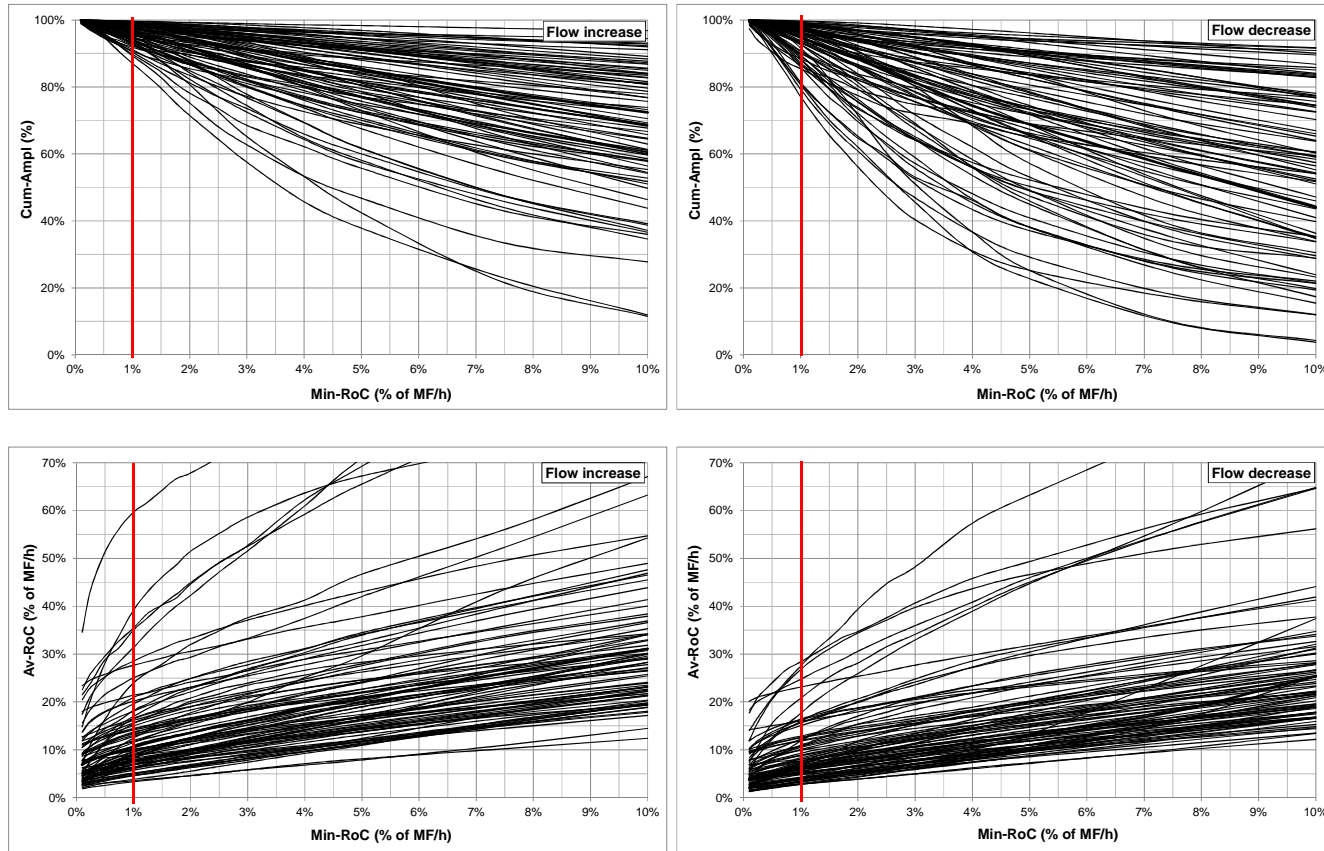 Flow increase
100%
80%
60%
40%
20%
0%
Cum-Ampl (%)
0% 1% 2% 3% 4% 5% 6% 7% 8% 9% 10%
Min-RoC (% of MF/h)
Flow decrease
100%
80%
60%
40%
20%
0%
Cum-Ampl (%)
0% 1% 2% 3% 4% 5% 6% 7% 8% 9% 10%
Min-RoC (% of MF/h)
Flow increase
70%
60%
50%
40%
30%
20%
10%
0%
Av-RoC (% of MF/h)
0% 1% 2% 3% 4% 5% 6% 7% 8% 9% 10%
Min-RoC (% of MF/h)
Flow decrease
70%
60%
50%
40%
30%
20%
10%
0%
Av-RoC (% of MF/h)
0% 1% 2% 3% 4% 5% 6% 7% 8% 9% 10%
Min-RoC (% of MF/h)